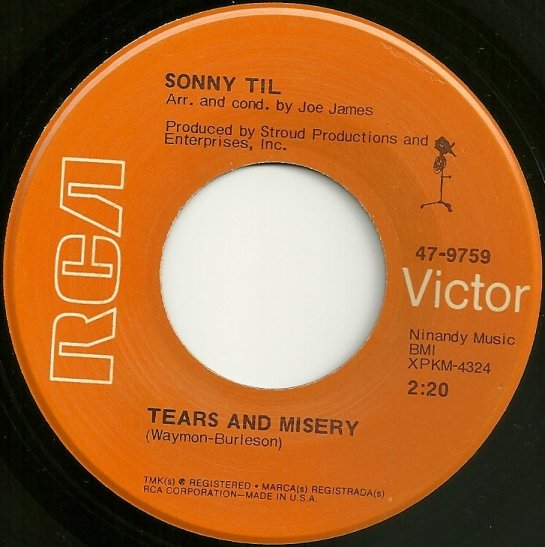 SONNY TIL
Arr. and cond. by Joe James
Produced by Stroud Productions and
Enterprises, Inc.
RCA
47-9759
Victor
Ninandy Music
BMI
XPKM-4324
2:20
TEARS AND MISERY
(Waymon-Burleson)
TMK(s) ® REGISTERED • MARCA(s) REGISTRADA(s)
RCA CORPORATION—MADE IN U.S.A.